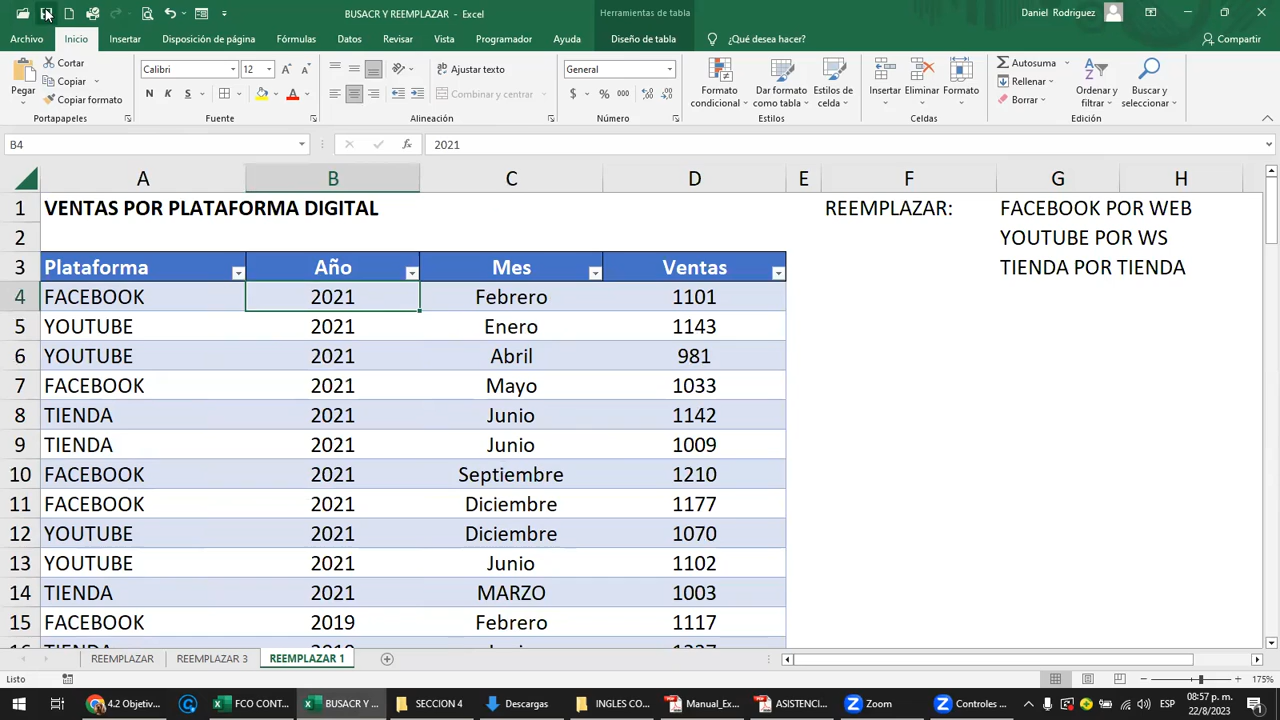 BUSACR Y REEMPLAZAR - Excel
Herramientas de tabla
Daniel Rodriguez
Archivo Inicio Insertar Disposición de página Fórmulas Datos Revisar Vista Programador Ayuda Diseño de tabla ¿Qué desea hacer? Compartir
Pegar
Cortar
Copiar
Copiar formato
Portapapeles
Calibri 12
N K S
Fuente
Ajustar texto
Combinar y centrar
Alineación
General
$ % 000
Número
Formato condicional
Dar formato como tabla
Estilos de celda
Estilos
Insertar Eliminar Formato
Celdas
Autosuma
Rellenar
Borrar
Ordenar y filtrar
Buscar y seleccionar
Edición
B4 fx 2021
A B C D E F G H
1 VENTAS POR PLATAFORMA DIGITAL REEMPLAZAR: FACEBOOK POR WEB
2 YOUTUBE POR WS
3 Plataforma Año Mes Ventas TIENDA POR TIENDA
4 FACEBOOK 2021 Febrero 1101
5 YOUTUBE 2021 Enero 1143
6 YOUTUBE 2021 Abril 981
7 FACEBOOK 2021 Mayo 1033
8 TIENDA 2021 Junio 1142
9 TIENDA 2021 Junio 1009
10 FACEBOOK 2021 Septiembre 1210
11 FACEBOOK 2021 Diciembre 1177
12 YOUTUBE 2021 Diciembre 1070
13 YOUTUBE 2021 Junio 1102
14 TIENDA 2021 MARZO 1003
15 FACEBOOK 2019 Febrero 1117
REEMPLAZAR REEMPLAZAR 3 REEMPLAZAR 1
Listo 175%
4.2 Objetiv... FCO CONT... BUSACR Y ... SECCION 4 Descargas INGLES CO... Manual_Ex... ASISTENCI... Zoom Controles ... ESP
08:57 p. m.
22/8/2023